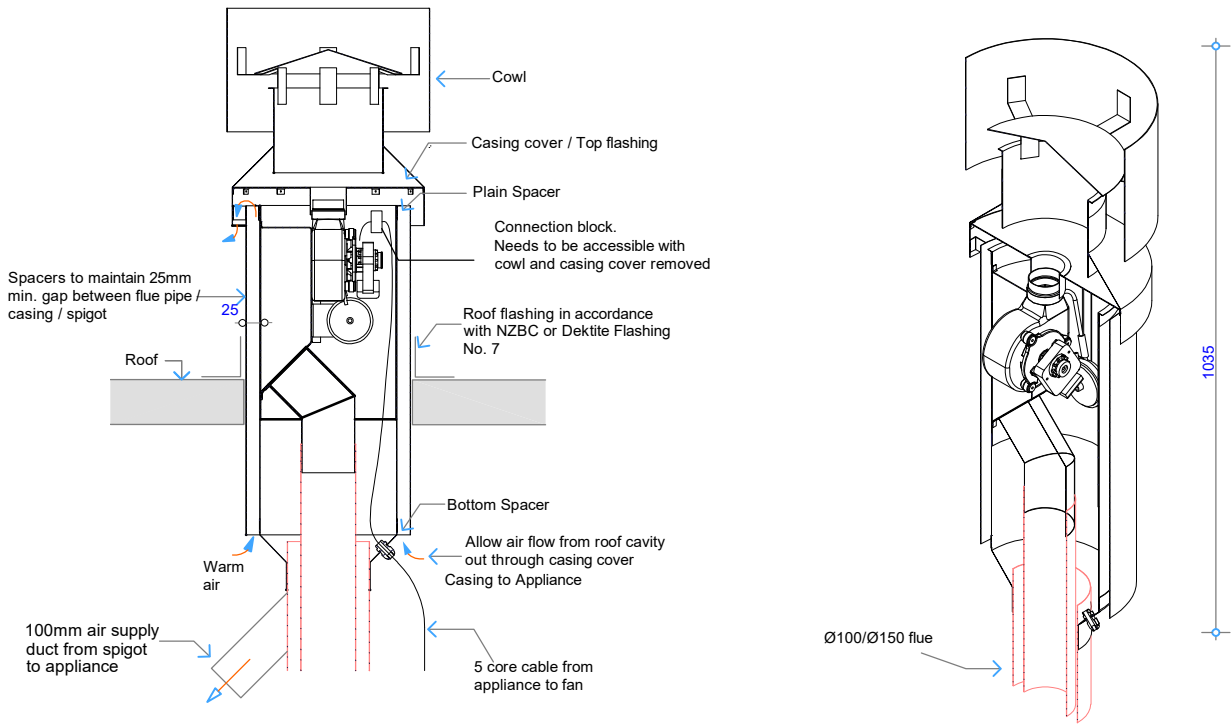 Cowl
Casing cover / Top flashing
Plain Spacer
Connection block.
Needs to be accessible with
cowl and casing cover removed
Spacers to maintain 25mm
min. gap between flue pipe /
casing / spigot
25
Roof flashing in accordance
with NZBC or Dektite Flashing
No. 7
Roof
Bottom Spacer
Allow air flow from roof cavity
out through casing cover
Casing to Appliance
Warm
air
100mm air supply
duct from spigot
to appliance
5 core cable from
appliance to fan
1035
Ø100/Ø150 flue